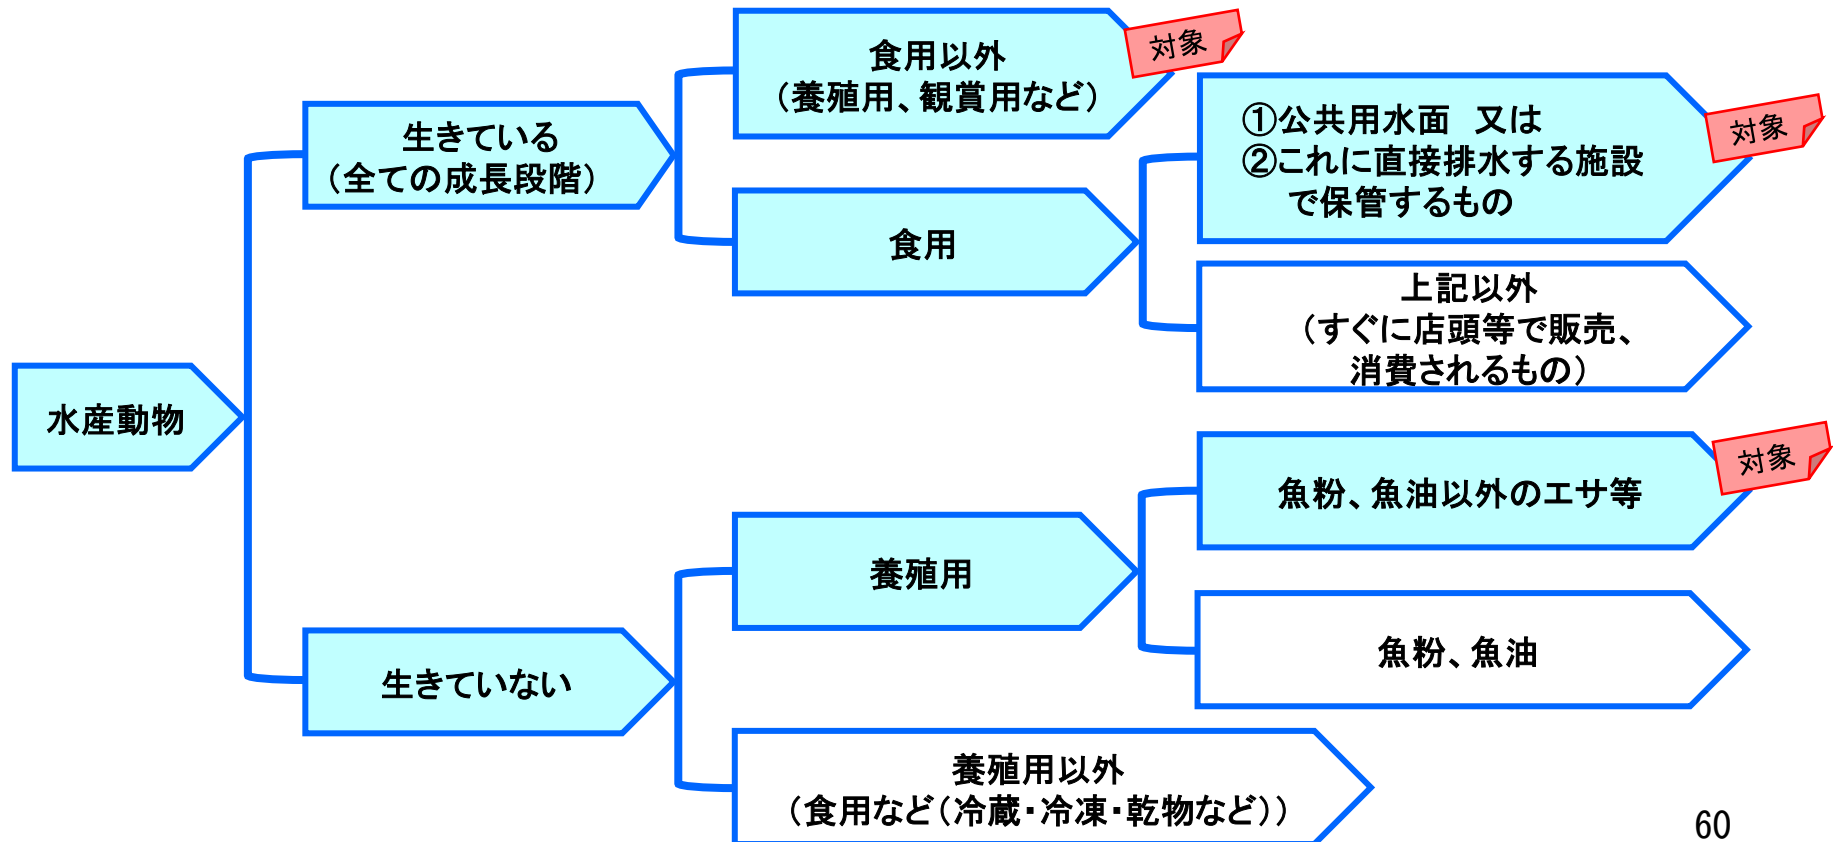 食用以外
（養殖用、観賞用など）
対象
生きている
（全ての成長段階）
①公共用水面　又は
②これに直接排水する施設
で保管するもの
対象
食用
上記以外
（すぐに店頭等で販売、
消費されるもの）
水産動物
魚粉、魚油以外のエサ等
対象
養殖用
魚粉、魚油
生きていない
養殖用以外
（食用など（冷蔵・冷凍・乾物など））
60